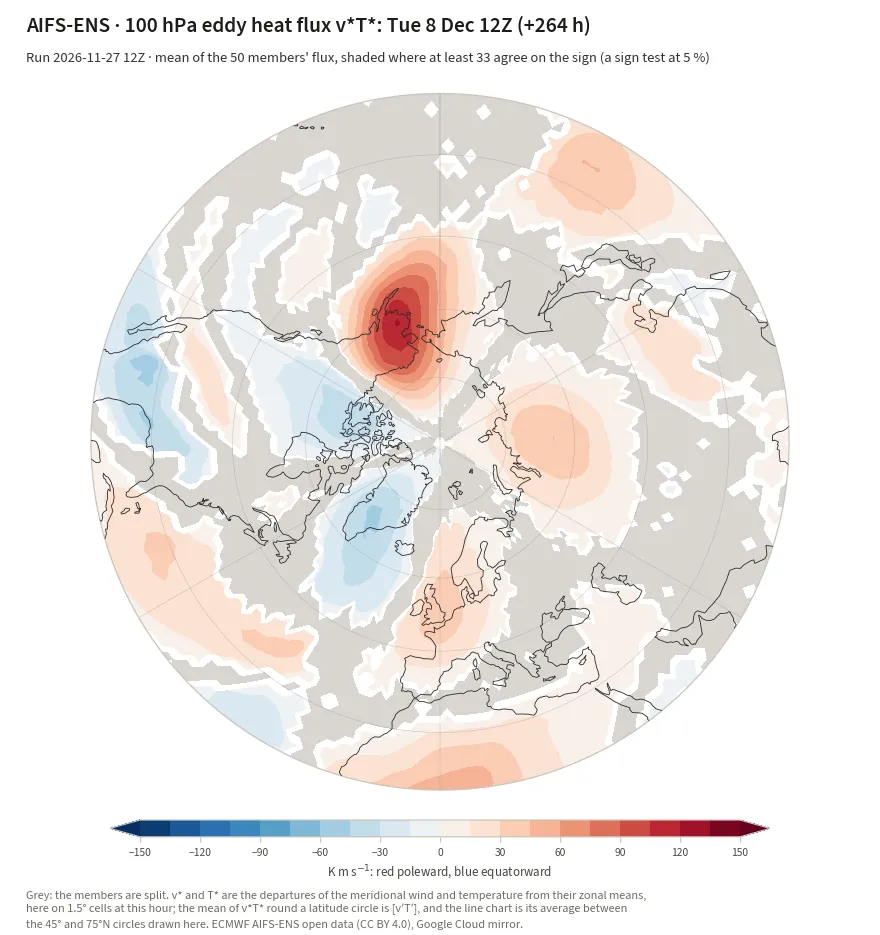 AIFS-ENS · 100 hPa eddy heat flux v*T*: Tue 8 Dec 12Z (+264 h)
Run 2026-11-27 12Z · mean of the 50 members' flux, shaded where at least 33 agree on the sign (a sign test at 5 %)
−150 −120 −90 −60 −30 0 30 60 90 120 150
K m s⁻¹: red poleward, blue equatorward
Grey: the members are split. v* and T* are the departures of the meridional wind and temperature from their zonal means,
here on 1.5° cells at this hour; the mean of v*T* round a latitude circle is [v′T′], and the line chart is its average between
the 45° and 75°N circles drawn here. ECMWF AIFS-ENS open data (CC BY 4.0), Google Cloud mirror.